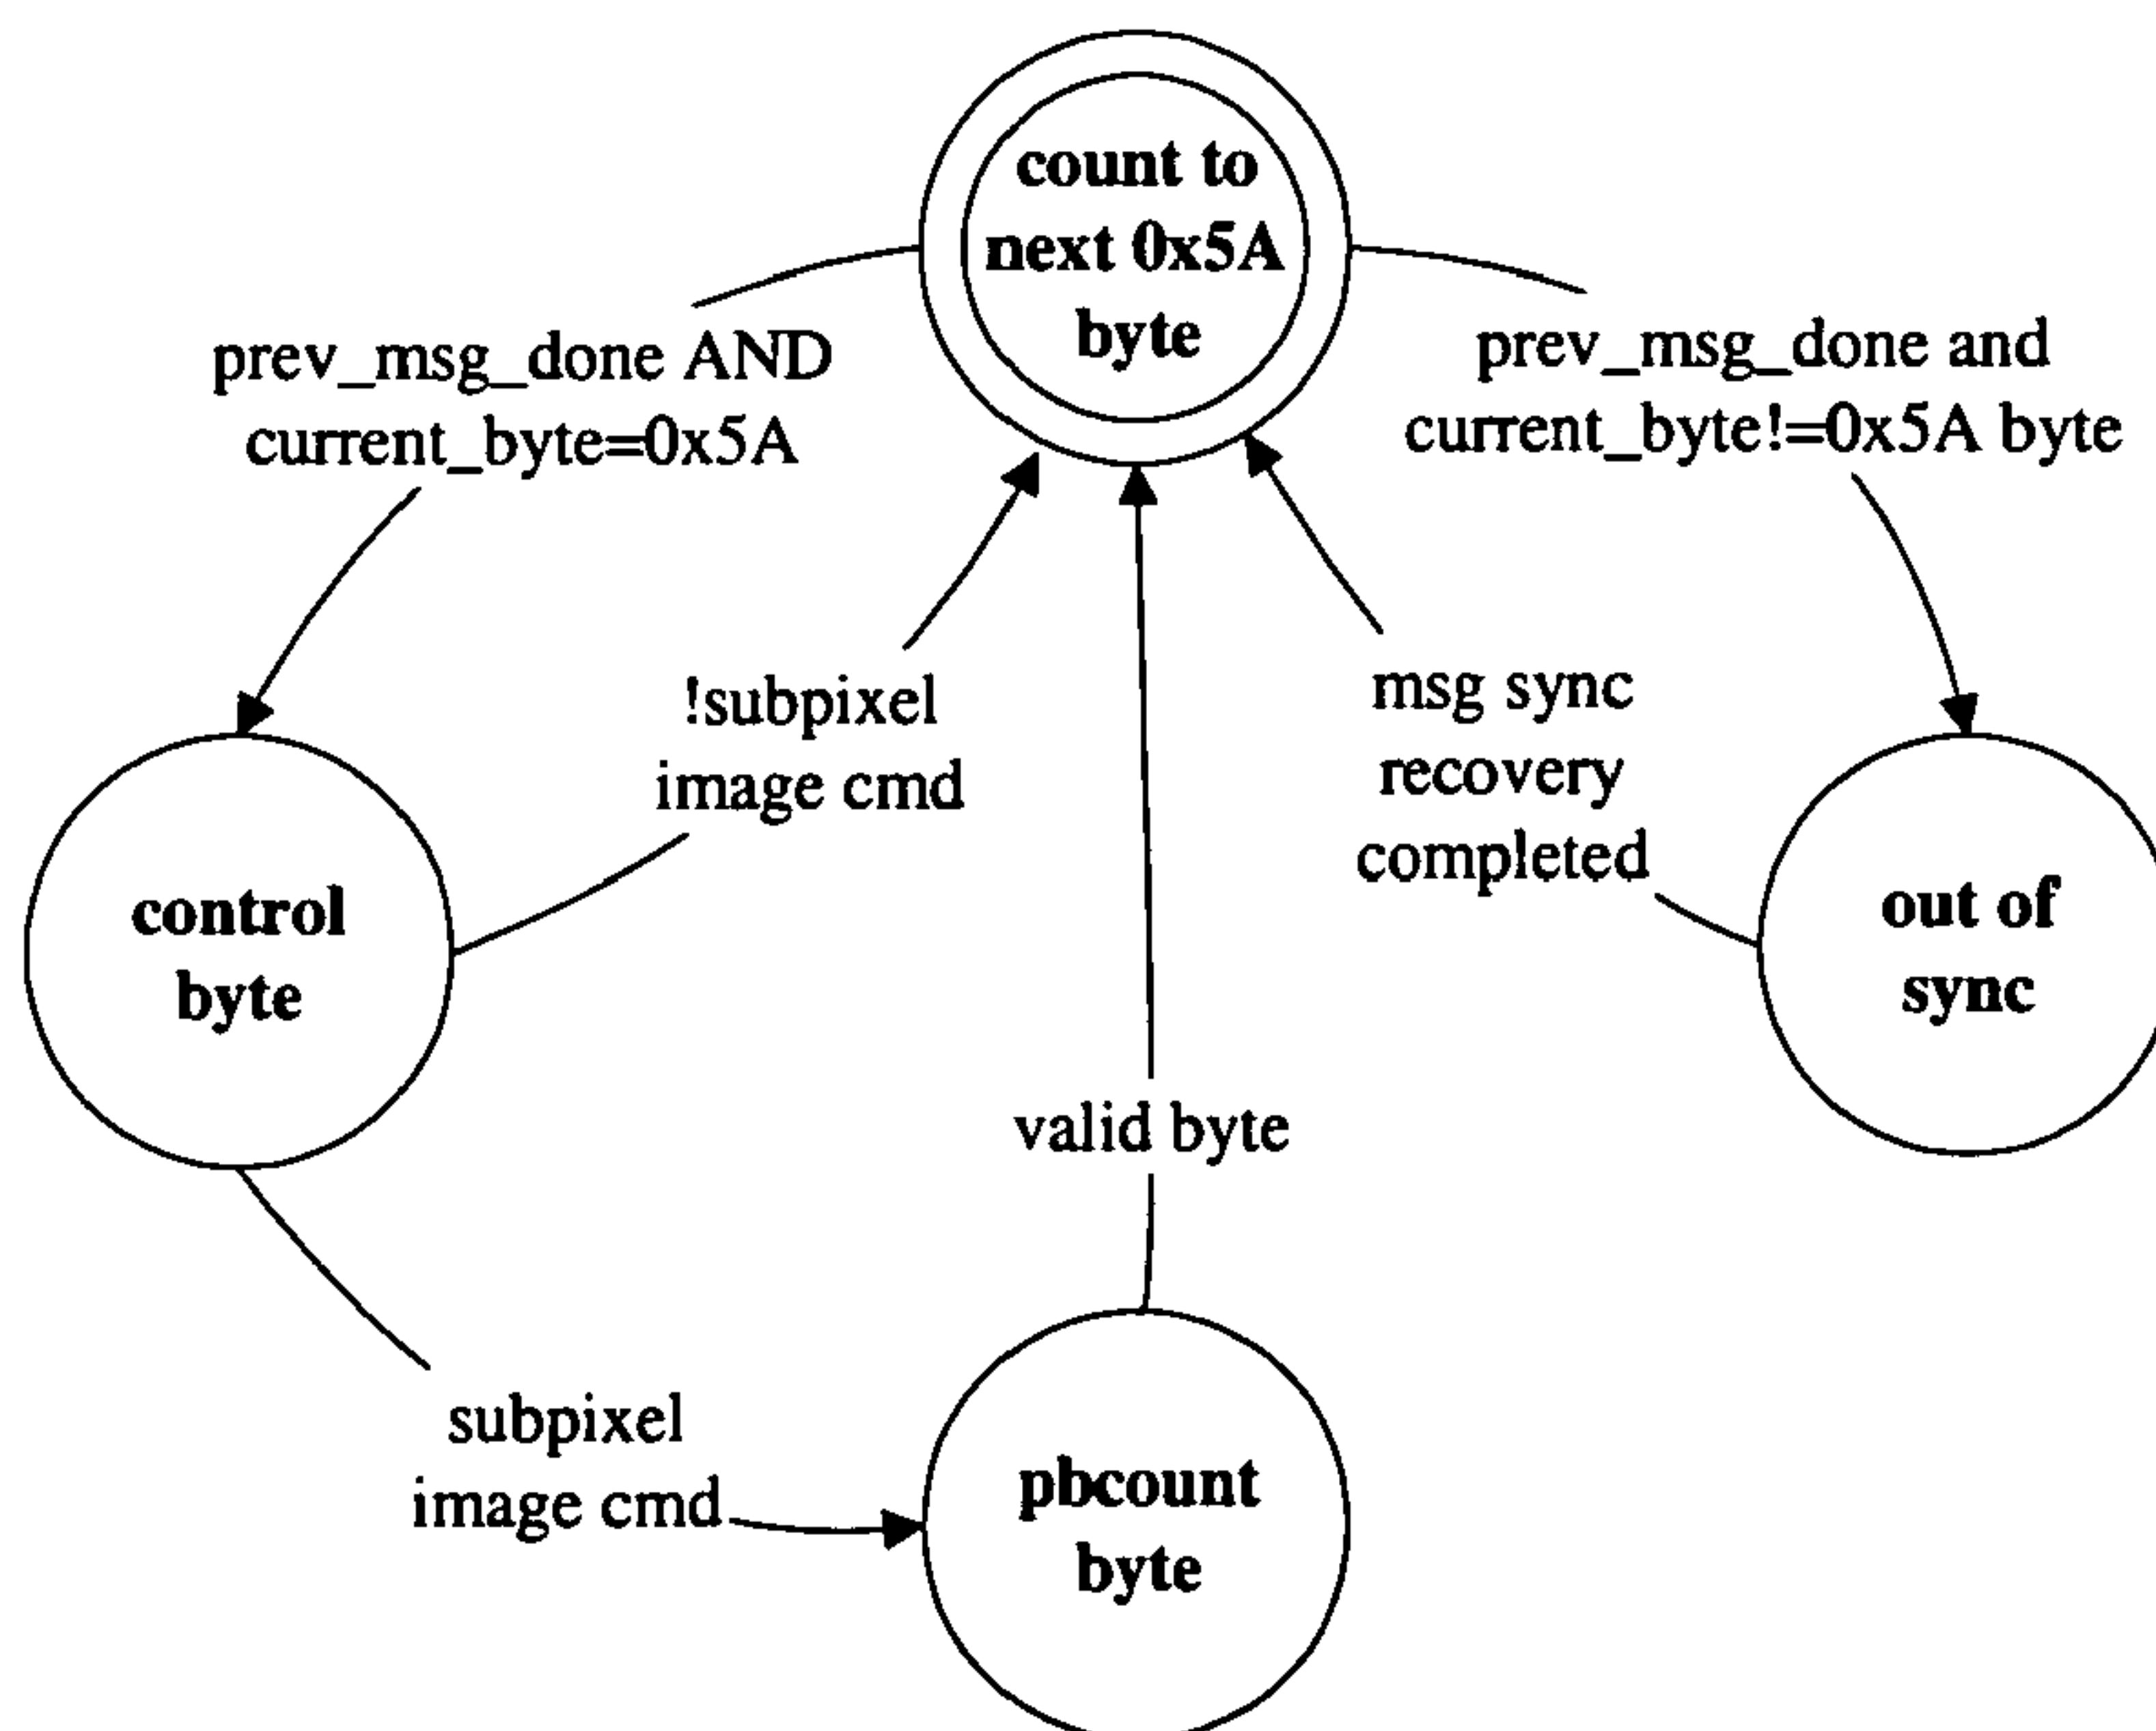 count to
next 0x5A
byte
prev_msg_done AND
current_byte=0x5A
prev_msg_done and
current_byte!=0x5A byte
!subpixel
image cmd
msg sync
recovery
completed
control
byte
out of
sync
valid byte
subpixel
image cmd
pbcount
byte